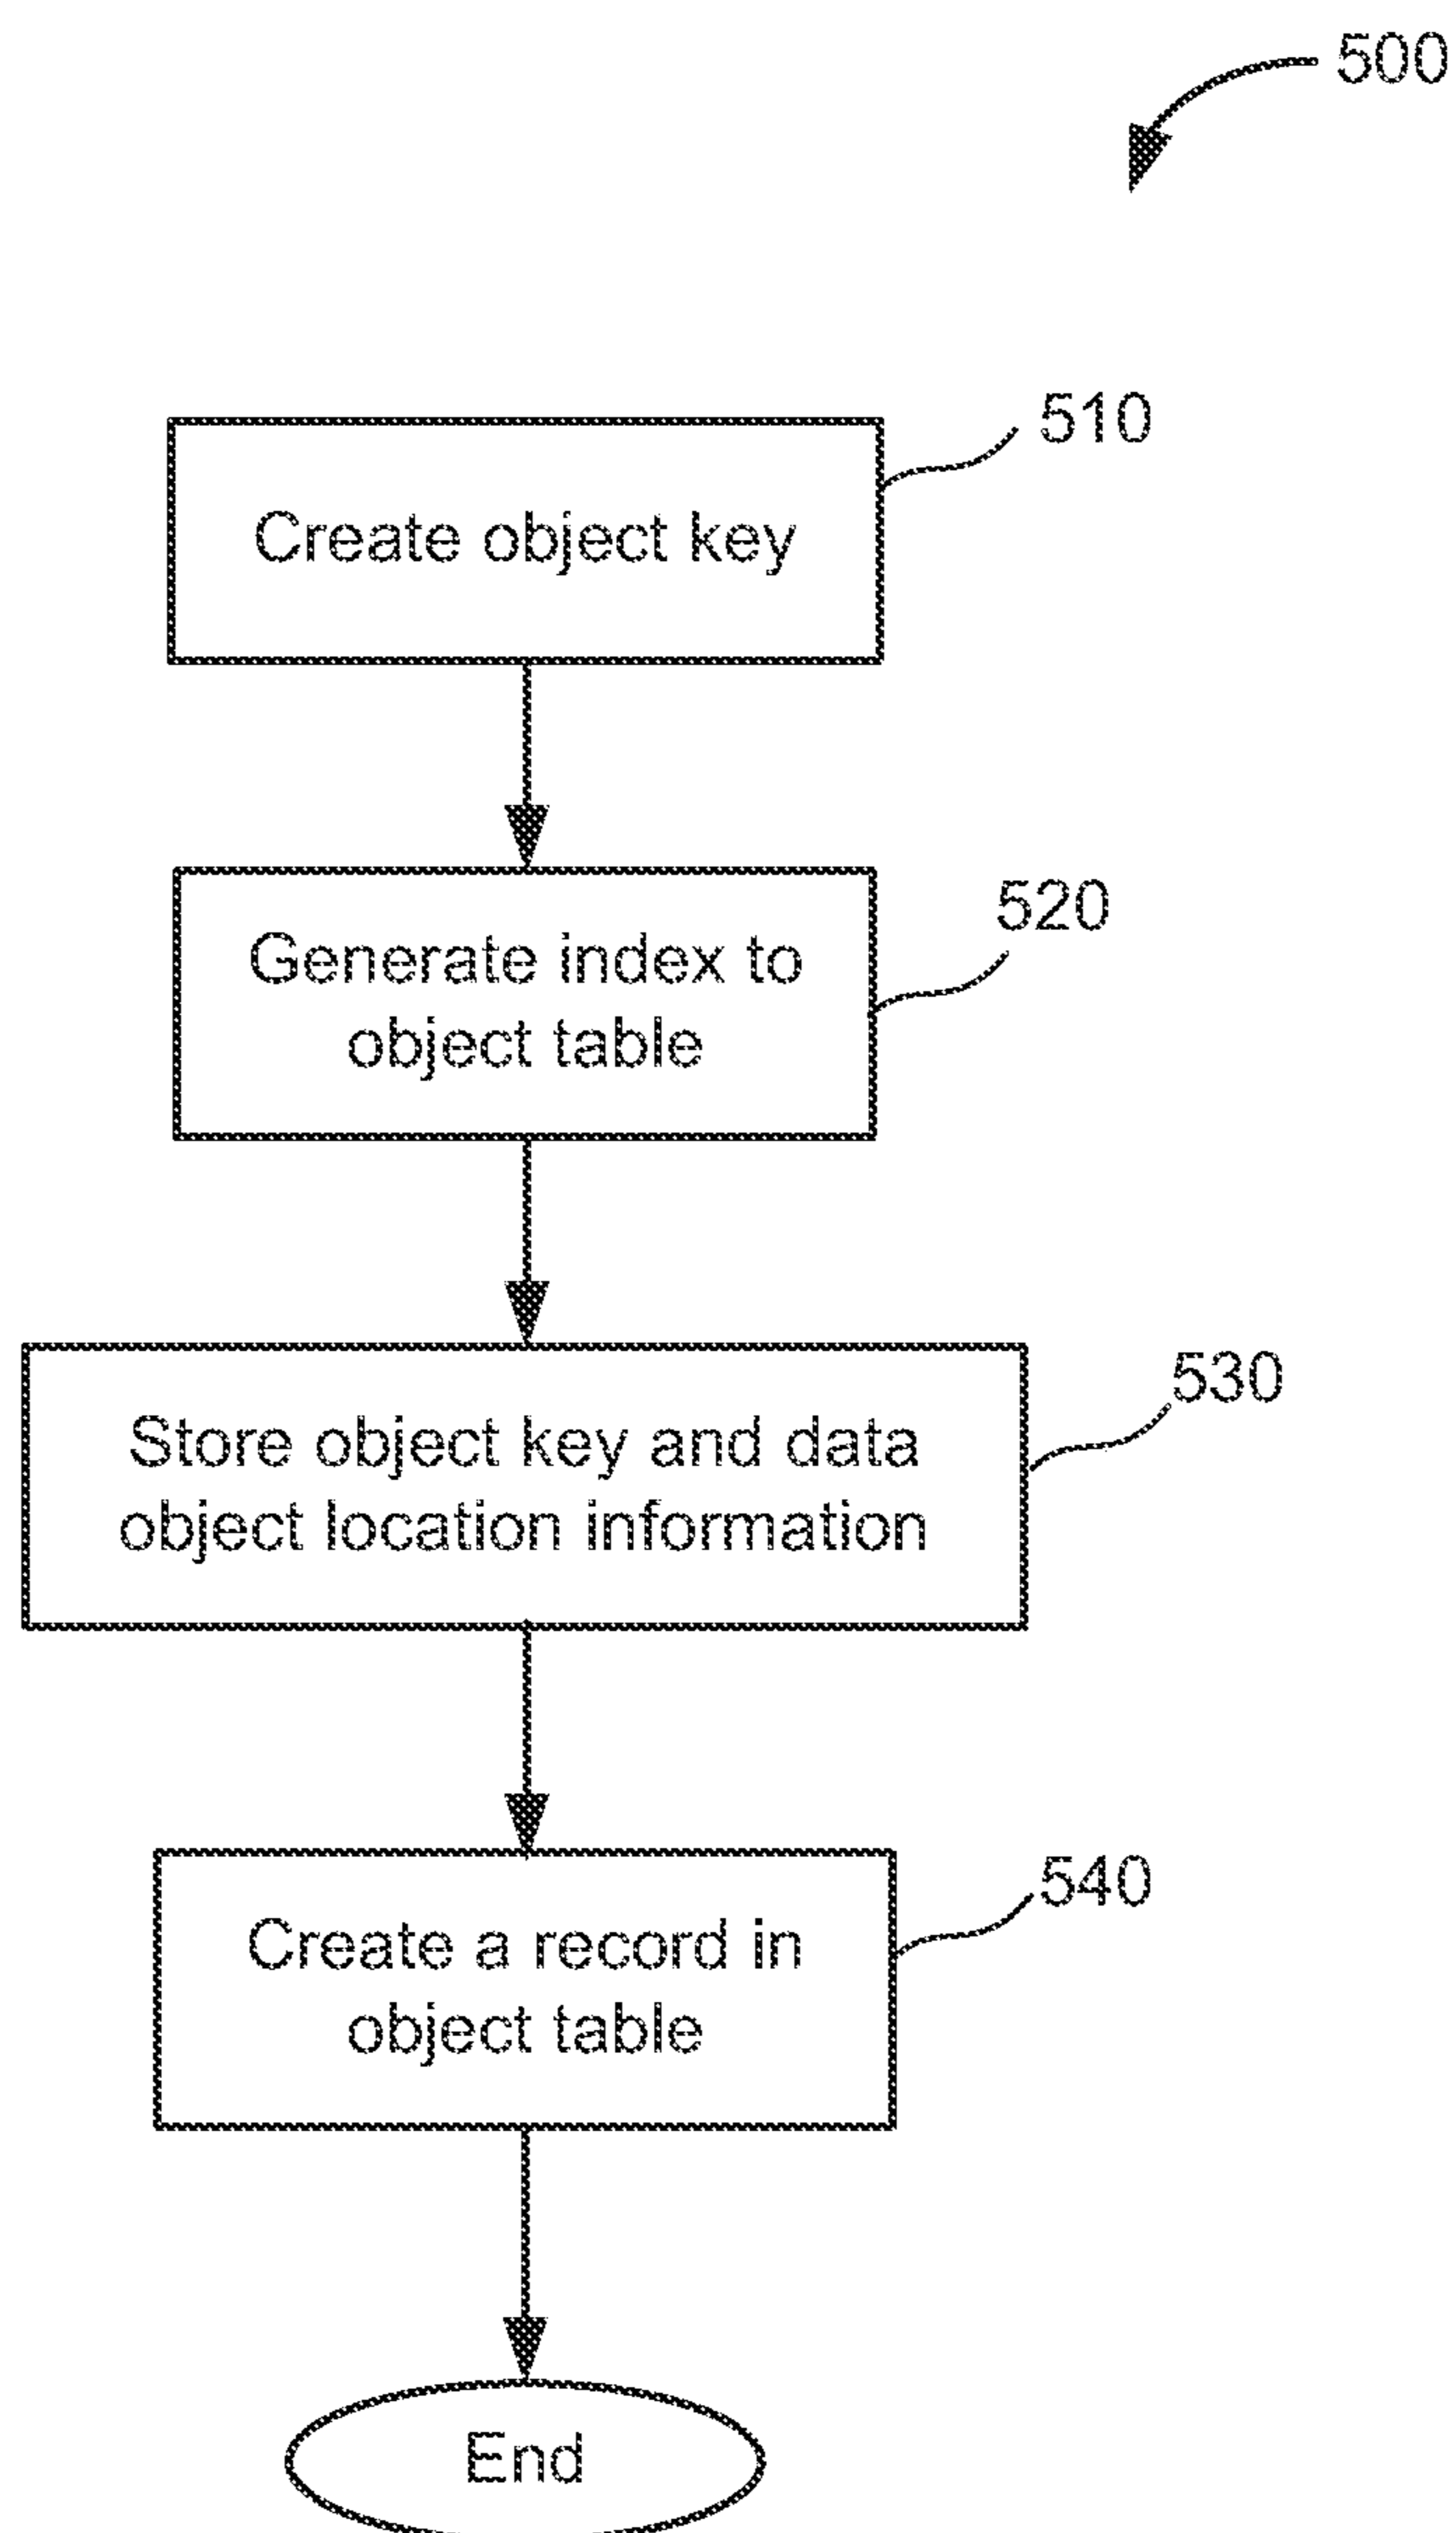 500
510
Create object key
520
Generate index to
object table
530
Store object key and data
object location information
540
Create a record in
object table
End